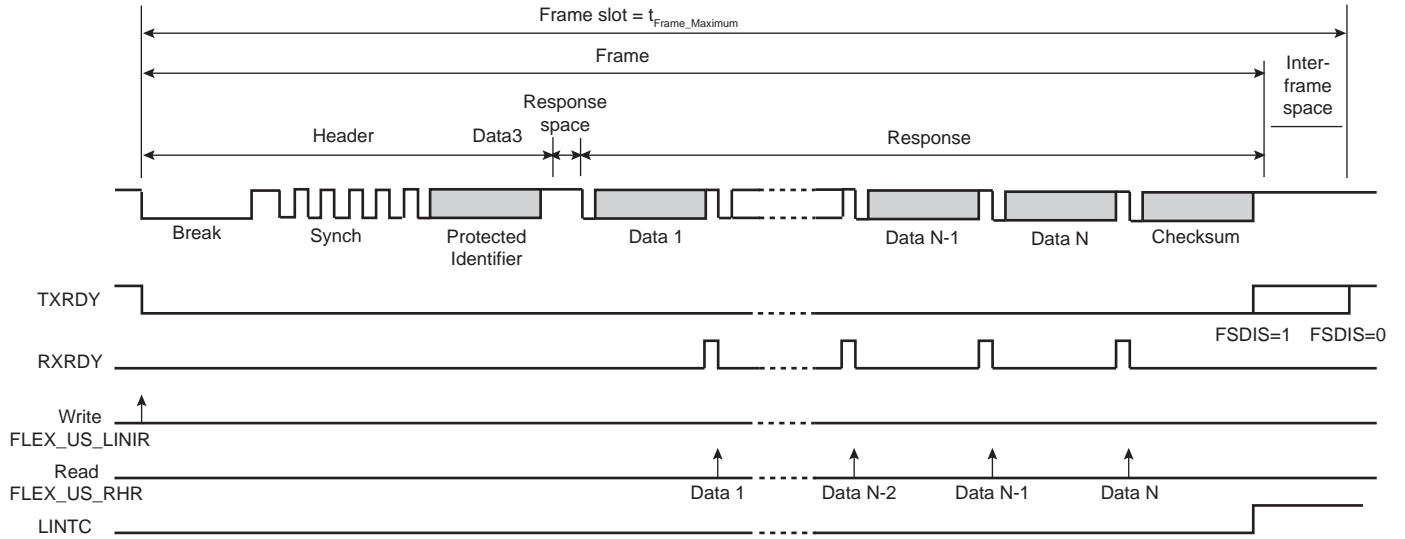 Frame slot = tFrame_Maximum
Frame
Inter-
frame
space
Response
space
Header
Data3
Response
Break
Synch
Protected
Identifier
Data 1
Data N-1
Data N
Checksum
TXRDY
FSDIS=1
FSDIS=0
RXRDY
Write
FLEX_US_LINIR
Read
FLEX_US_RHR
Data 1
Data N-2
Data N-1
Data N
LINTC